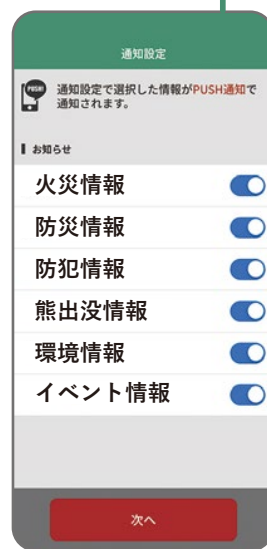 通知設定
PUSH!
通知設定で選択した情報がPUSH通知で
通知されます。
お知らせ
火災情報
防災情報
防犯情報
熊出没情報
環境情報
イベント情報
次へ